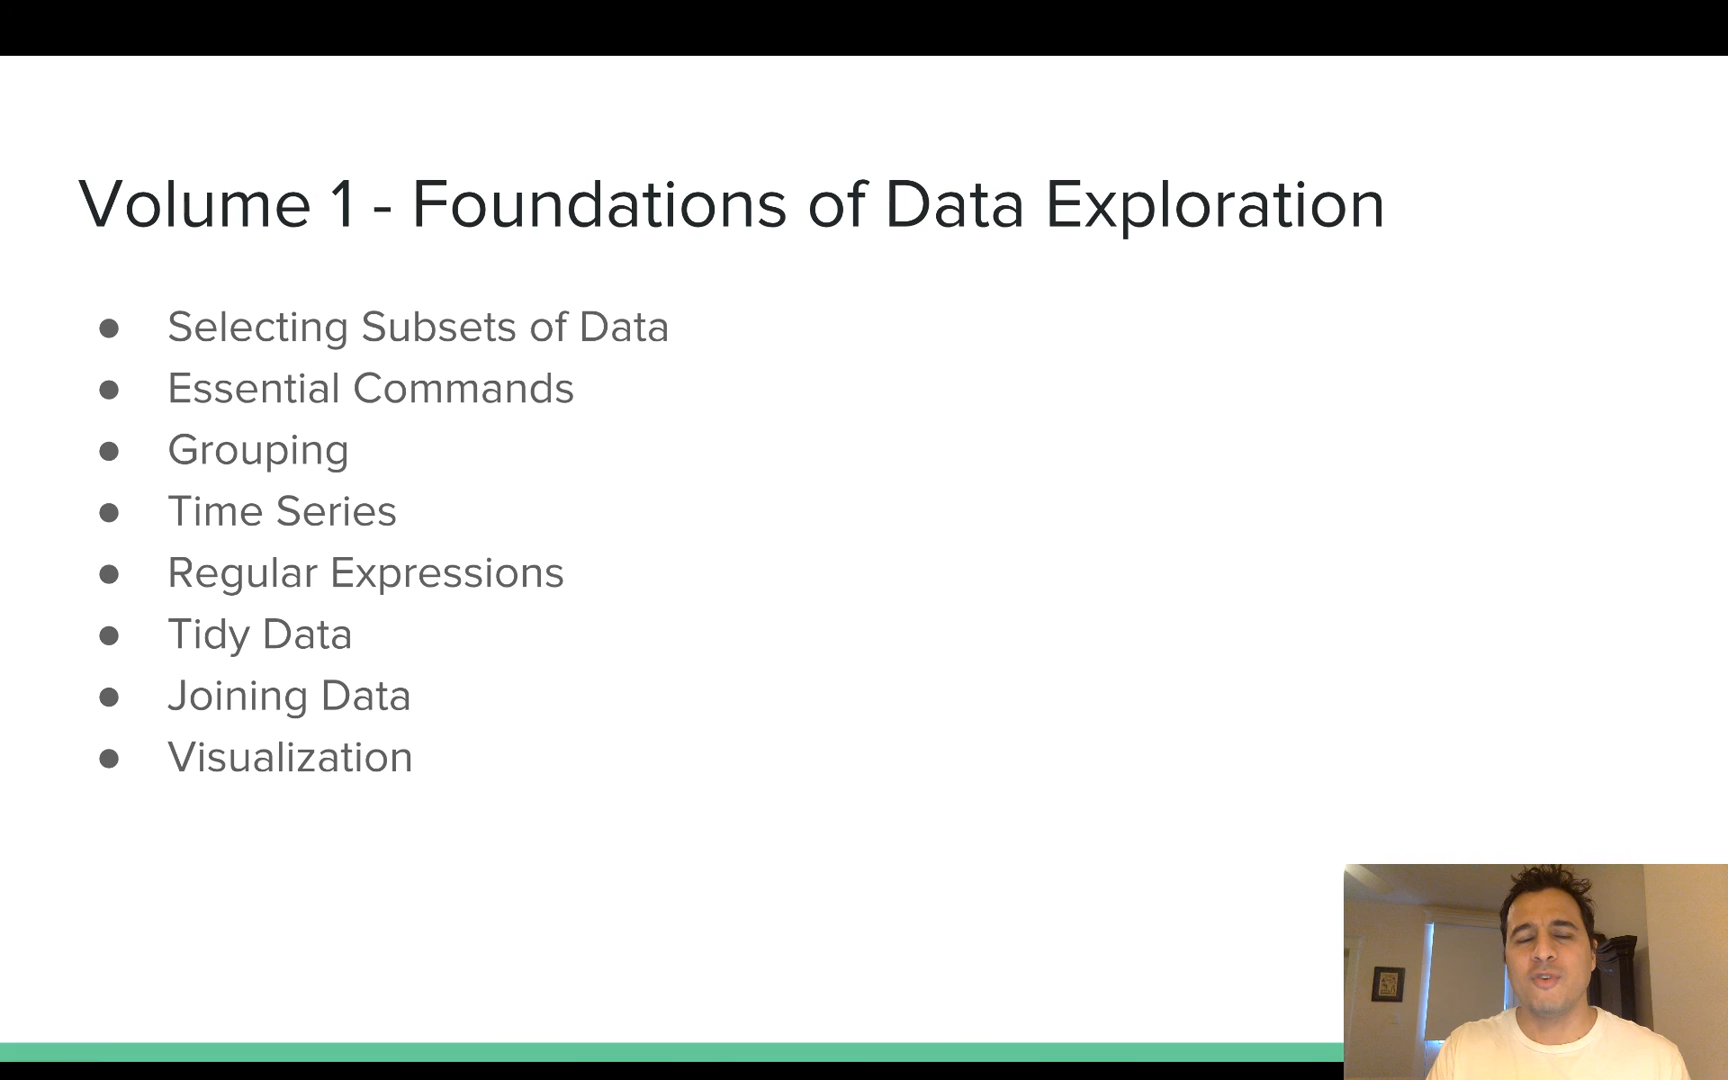 Volume 1 - Foundations of Data Exploration
● Selecting Subsets of Data
● Essential Commands
● Grouping
● Time Series
● Regular Expressions
● Tidy Data
● Joining Data
● Visualization